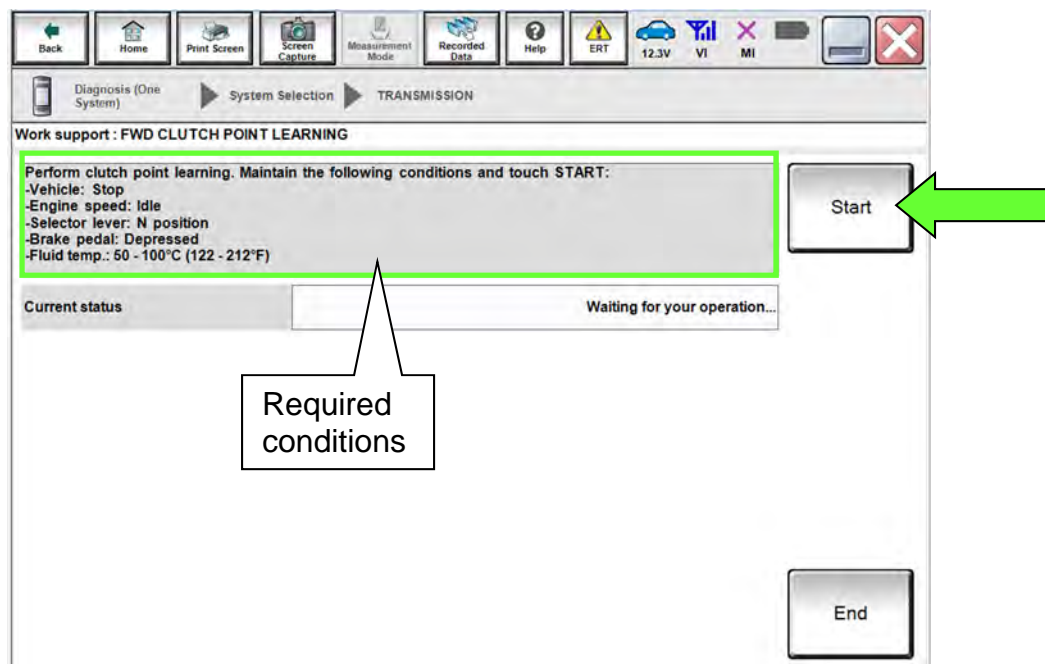 Back
Home
Print Screen
Screen
Capture
Measurement
Mode
Recorded
Data
Help
ERT
12.3V
VI
MI
Diagnosis (One
System)
System Selection
TRANSMISSION
Work support : FWD CLUTCH POINT LEARNING
Perform clutch point learning. Maintain the following conditions and touch START:
-Vehicle: Stop
-Engine speed: Idle
-Selector lever: N position
-Brake pedal: Depressed
-Fluid temp.: 50 - 100°C (122 - 212°F)
Start
Current status
Waiting for your operation...
Required
conditions
End